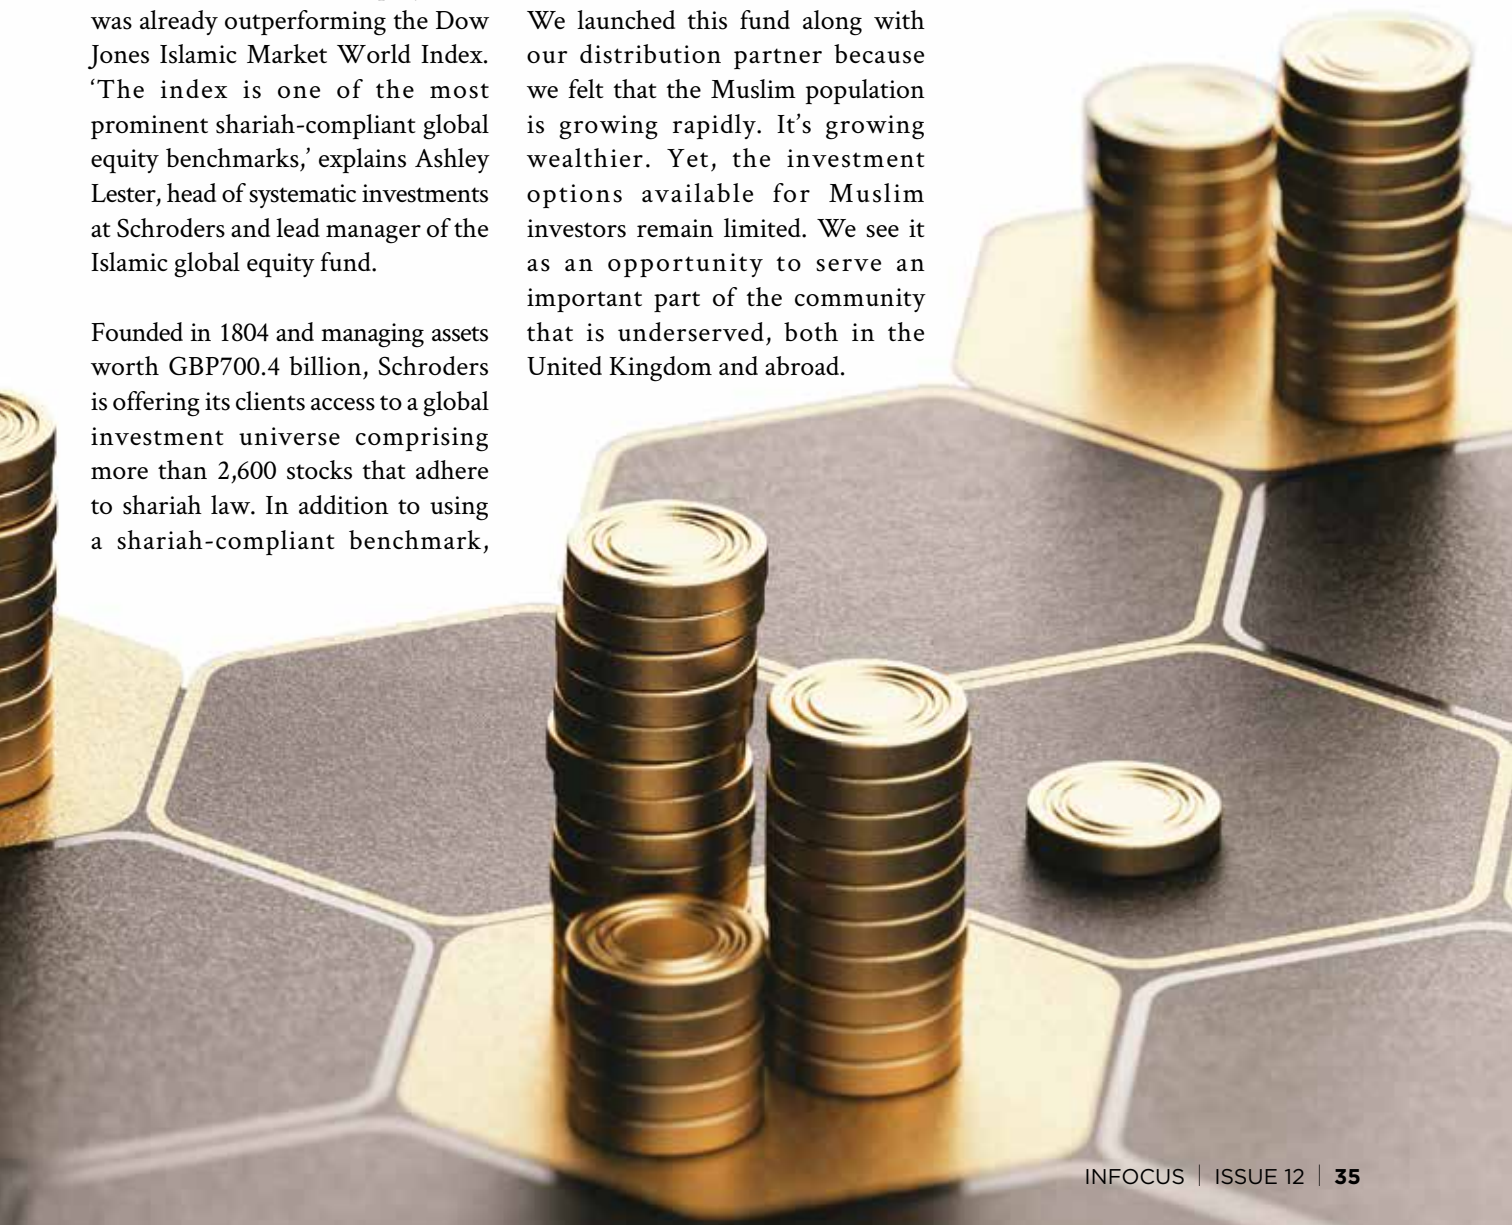 was already outperforming the Dow
Jones Islamic Market World Index.
‘The index is one of the most
prominent shariah-compliant global
equity benchmarks,’ explains Ashley
Lester, head of systematic investments
at Schroders and lead manager of the
Islamic global equity fund.
Founded in 1804 and managing assets
worth GBP700.4 billion, Schroders
is offering its clients access to a global
investment universe comprising
more than 2,600 stocks that adhere
to shariah law. In addition to using
a shariah-compliant benchmark,
We launched this fund along with
our distribution partner because
we felt that the Muslim population
is growing rapidly. It’s growing
wealthier. Yet, the investment
options available for Muslim
investors remain limited. We see it
as an opportunity to serve an
important part of the community
that is underserved, both in the
United Kingdom and abroad.
INFOCUS | ISSUE 12 | 35